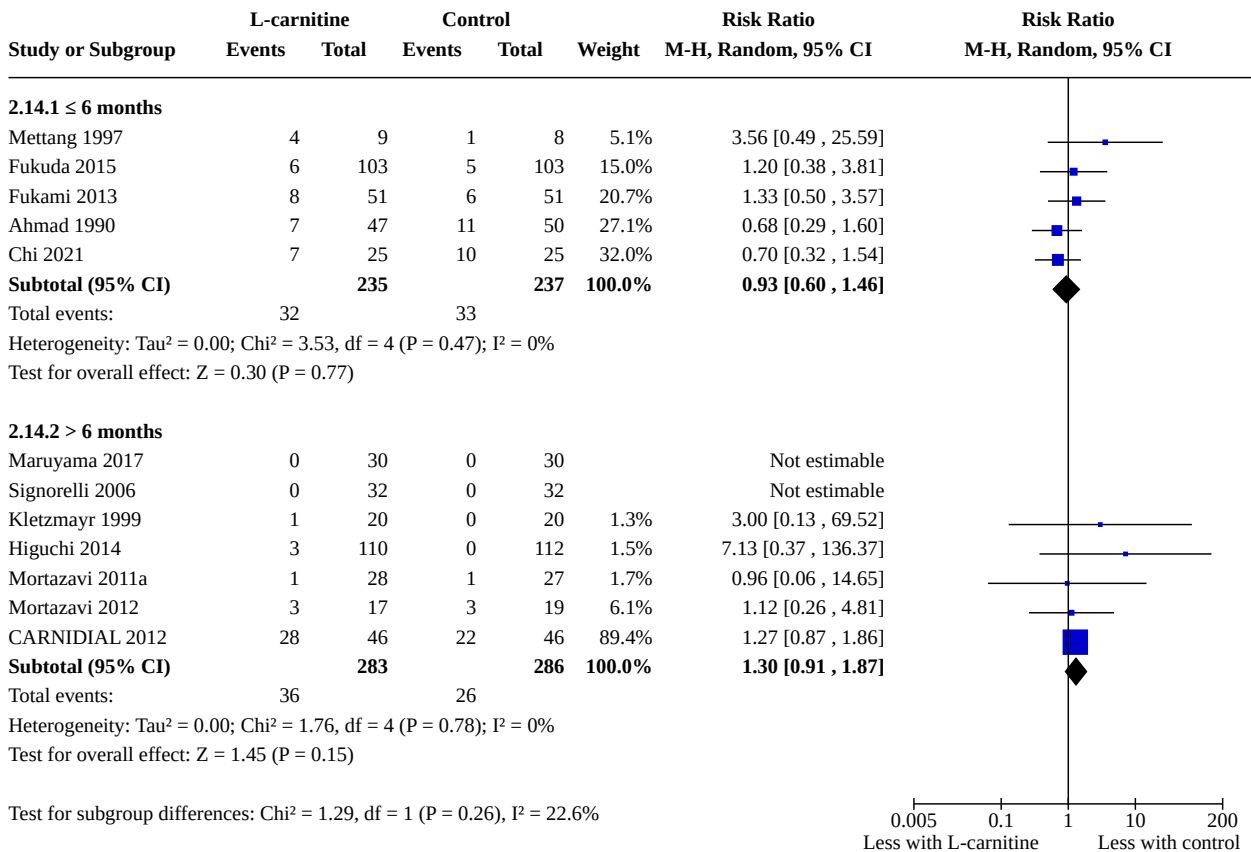 L-carnitine Control Risk Ratio Risk Ratio
Study or Subgroup Events Total Events Total Weight M-H, Random, 95% CI M-H, Random, 95% CI
2.14.1 ≤ 6 months
Mettang 1997 4 9 1 8 5.1% 3.56 [0.49 , 25.59]
Fukuda 2015 6 103 5 103 15.0% 1.20 [0.38 , 3.81]
Fukami 2013 8 51 6 51 20.7% 1.33 [0.50 , 3.57]
Ahmad 1990 7 47 11 50 27.1% 0.68 [0.29 , 1.60]
Chi 2021 7 25 10 25 32.0% 0.70 [0.32 , 1.54]
Subtotal (95% CI) 235 237 100.0% 0.93 [0.60 , 1.46]
Total events: 32 33
Heterogeneity: Tau² = 0.00; Chi² = 3.53, df = 4 (P = 0.47); I² = 0%
Test for overall effect: Z = 0.30 (P = 0.77)
2.14.2 > 6 months
Maruyama 2017 0 30 0 30 Not estimable
Signorelli 2006 0 32 0 32 Not estimable
Kletzmayr 1999 1 20 0 20 1.3% 3.00 [0.13 , 69.52]
Higuchi 2014 3 110 0 112 1.5% 7.13 [0.37 , 136.37]
Mortazavi 2011a 1 28 1 27 1.7% 0.96 [0.06 , 14.65]
Mortazavi 2012 3 17 3 19 6.1% 1.12 [0.26 , 4.81]
CARNIDIAL 2012 28 46 22 46 89.4% 1.27 [0.87 , 1.86]
Subtotal (95% CI) 283 286 100.0% 1.30 [0.91 , 1.87]
Total events: 36 26
Heterogeneity: Tau² = 0.00; Chi² = 1.76, df = 4 (P = 0.78); I² = 0%
Test for overall effect: Z = 1.45 (P = 0.15)
Test for subgroup differences: Chi² = 1.29, df = 1 (P = 0.26), I² = 22.6%
0.005 0.1 1 10 200
Less with L-carnitine Less with control